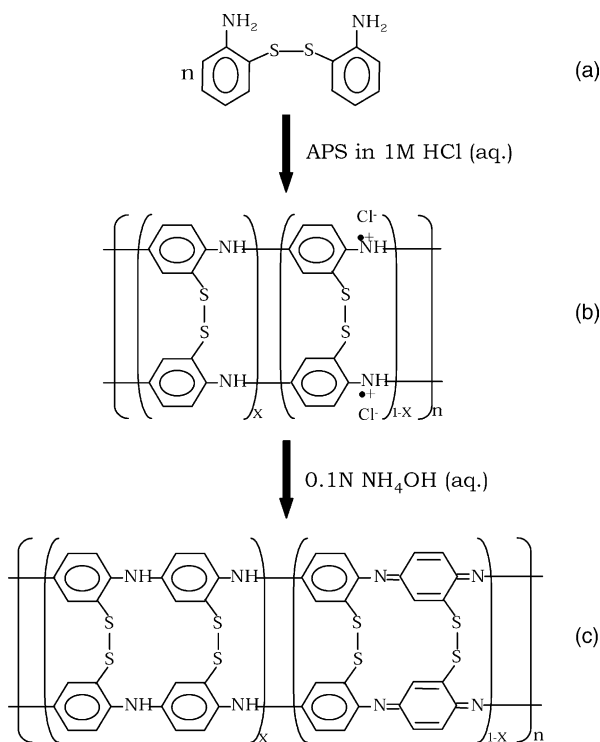 NH₂ NH₂
S S
n
(a)
APS in 1M HCl (aq.)
Cl-
•+
NH NH
S S
(b)
S S
NH NH
•+
X Cl- 1-X n
0.1N NH₄OH (aq.)
NH NH N N
S S S S
(c)
S S S S
NH NH N N
X 1-X n